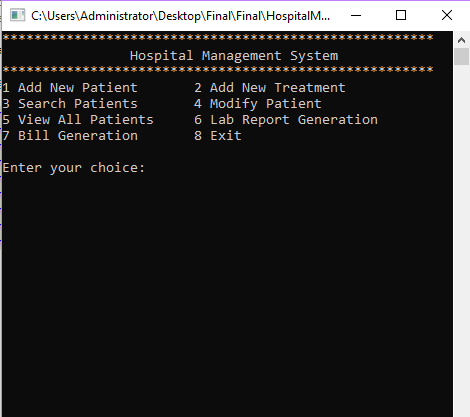 C:\Users\Administrator\Desktop\Final\Final\HospitalM...
******************************************************
Hospital Management System
******************************************************
1 Add New Patient 2 Add New Treatment
3 Search Patients 4 Modify Patient
5 View All Patients 6 Lab Report Generation
7 Bill Generation 8 Exit
Enter your choice: